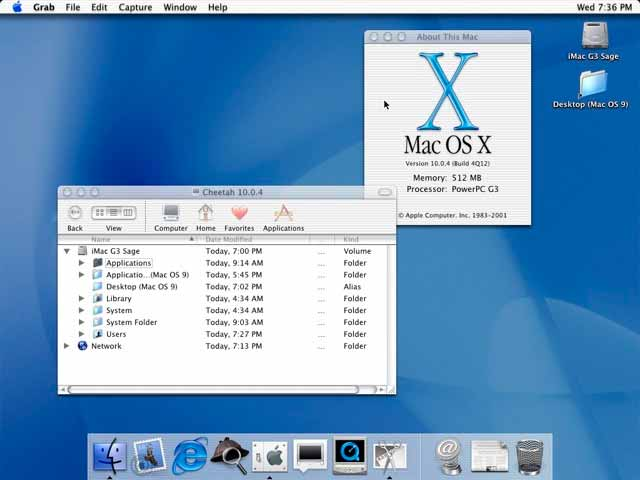 Grab File Edit Capture Window Help Wed 7:36 PM
About This Mac
X
Mac OS X
Version 10.0.4 (Build 4Q12)
Memory: 512 MB
Processor: PowerPC G3
© Apple Computer, Inc. 1983-2001
iMac G3 Sage
Desktop (Mac OS 9)
Cheetah 10.0.4
Back View Computer Home Favorites Applications
Name Date Modified ... Kind
iMac G3 Sage Today, 7:00 PM ... Volume
Applications Today, 9:14 AM ... Folder
Applicatio...(Mac OS 9) Today, 5:45 PM ... Folder
Desktop (Mac OS 9) Today, 7:02 PM ... Alias
Library Today, 4:34 AM ... Folder
System Today, 4:34 AM ... Folder
System Folder Today, 9:03 AM ... Folder
Users Today, 7:27 PM ... Folder
Network Today, 7:13 PM ... Folder